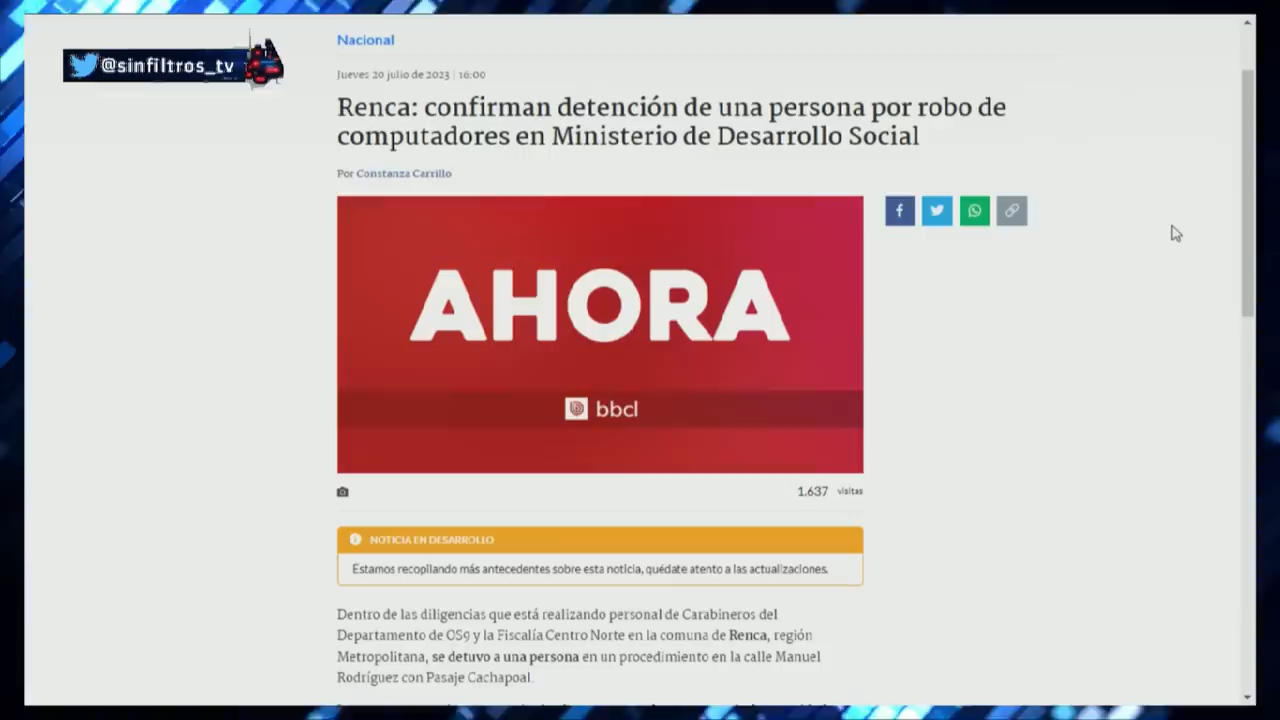 @sinfiltros_tv
Nacional
Jueves 20 julio de 2023 | 16:00
Renca: confirman detención de una persona por robo de
computadores en Ministerio de Desarrollo Social
Por Constanza Carrillo
AHORA
bbcl
1.637 visitas
NOTICIA EN DESARROLLO
Estamos recopilando más antecedentes sobre esta noticia, quédate atento a las actualizaciones.
Dentro de las diligencias que está realizando personal de Carabineros del
Departamento de OS9 y la Fiscalía Centro Norte en la comuna de Renca, región
Metropolitana, se detuvo a una persona en un procedimiento en la calle Manuel
Rodríguez con Pasaje Cachapoal.